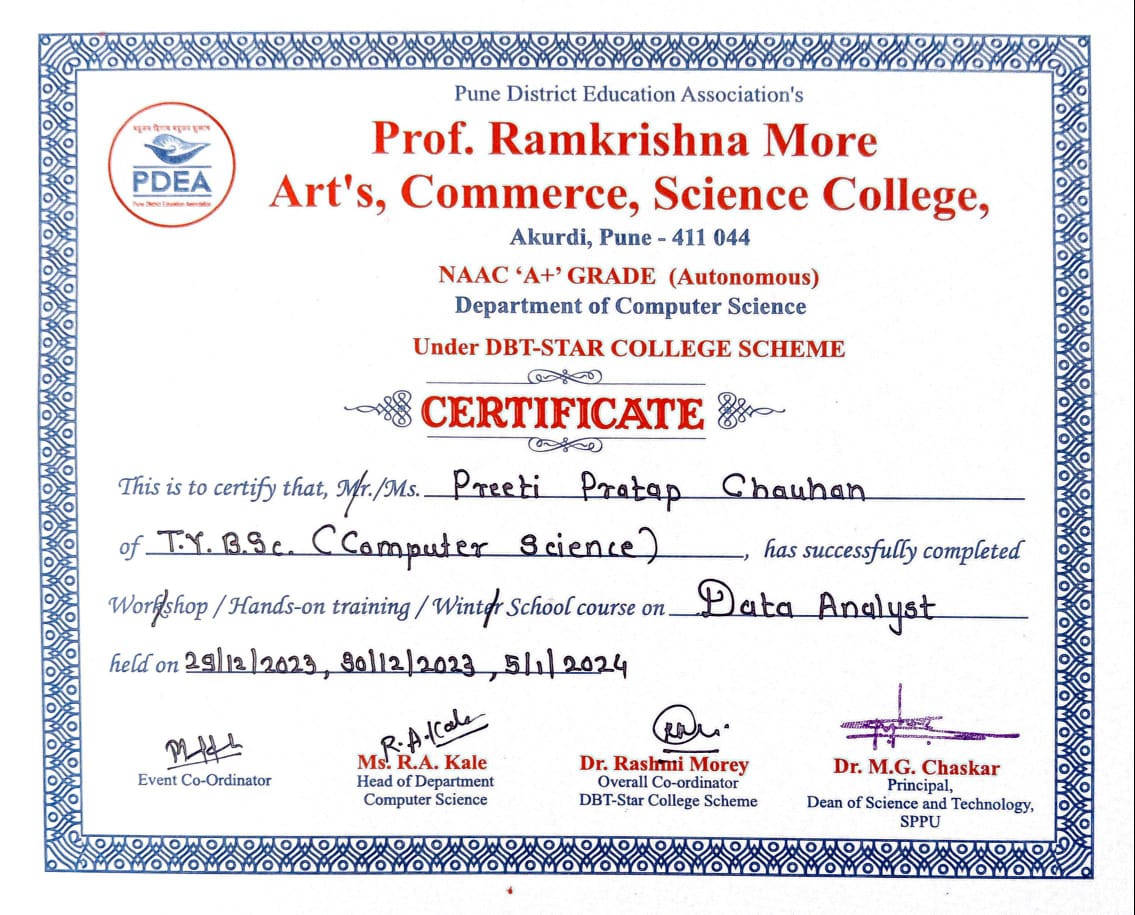 Pune District Education Association's
Prof. Ramkrishna More
Art's, Commerce, Science College,
Akurdi, Pune - 411 044
NAAC ‘A+’ GRADE (Autonomous)
Department of Computer Science
Under DBT-STAR COLLEGE SCHEME
बहुजन हिताय बहुजन सुखाय
PDEA
Pune District Education Association
CERTIFICATE
This is to certify that, Mr./Ms. Preeti Pratap Chauhan
of T.Y. B.Sc. (Computer Science), has successfully completed
Workshop / Hands-on training / Winter School course on Data Analyst
held on 29/12/2023, 30/12/2023, 5/1/2024
R.A.Kale
Ms. R.A. Kale
Dr. Rashmi Morey
Dr. M.G. Chaskar
Event Co-Ordinator
Head of Department
Computer Science
Overall Co-ordinator
DBT-Star College Scheme
Principal,
Dean of Science and Technology,
SPPU